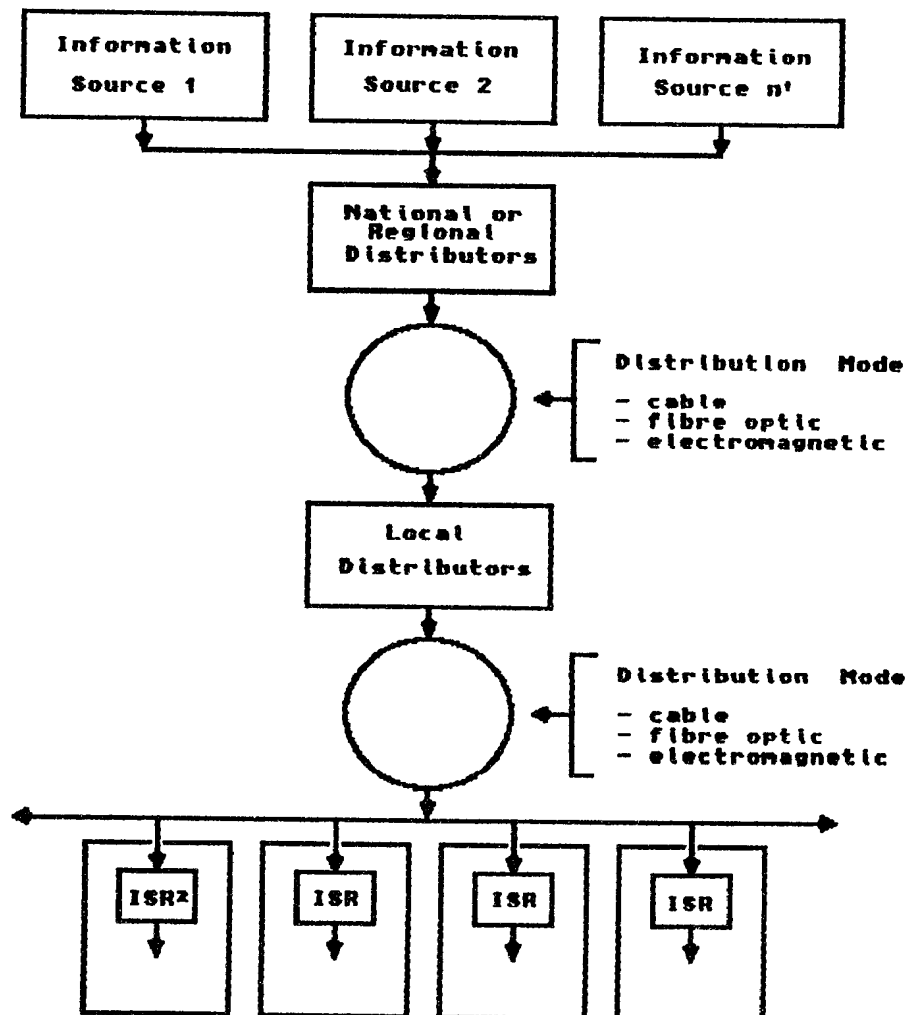 Information
Source 1
Information
Source 2
Information
Source n'
National or
Regional
Distributors
Distribution Mode
- cable
- fibre optic
- electromagnetic
Local
Distributors
Distribution Mode
- cable
- fibre optic
- electromagnetic
ISR²
ISR
ISR
ISR